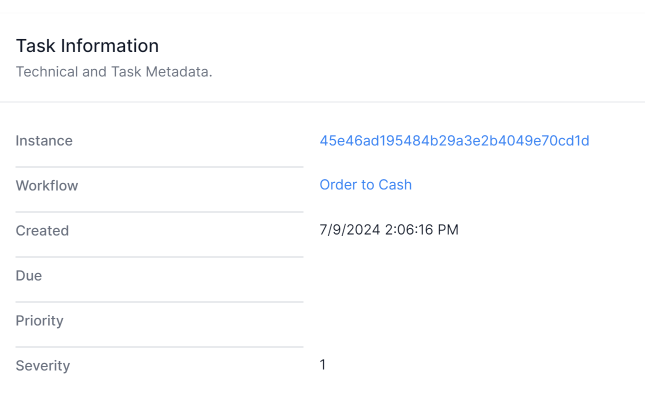 Task Information
Technical and Task Metadata.
Instance 45e46ad195484b29a3e2b4049e70cd1d
Workflow Order to Cash
Created 7/9/2024 2:06:16 PM
Due
Priority
Severity 1